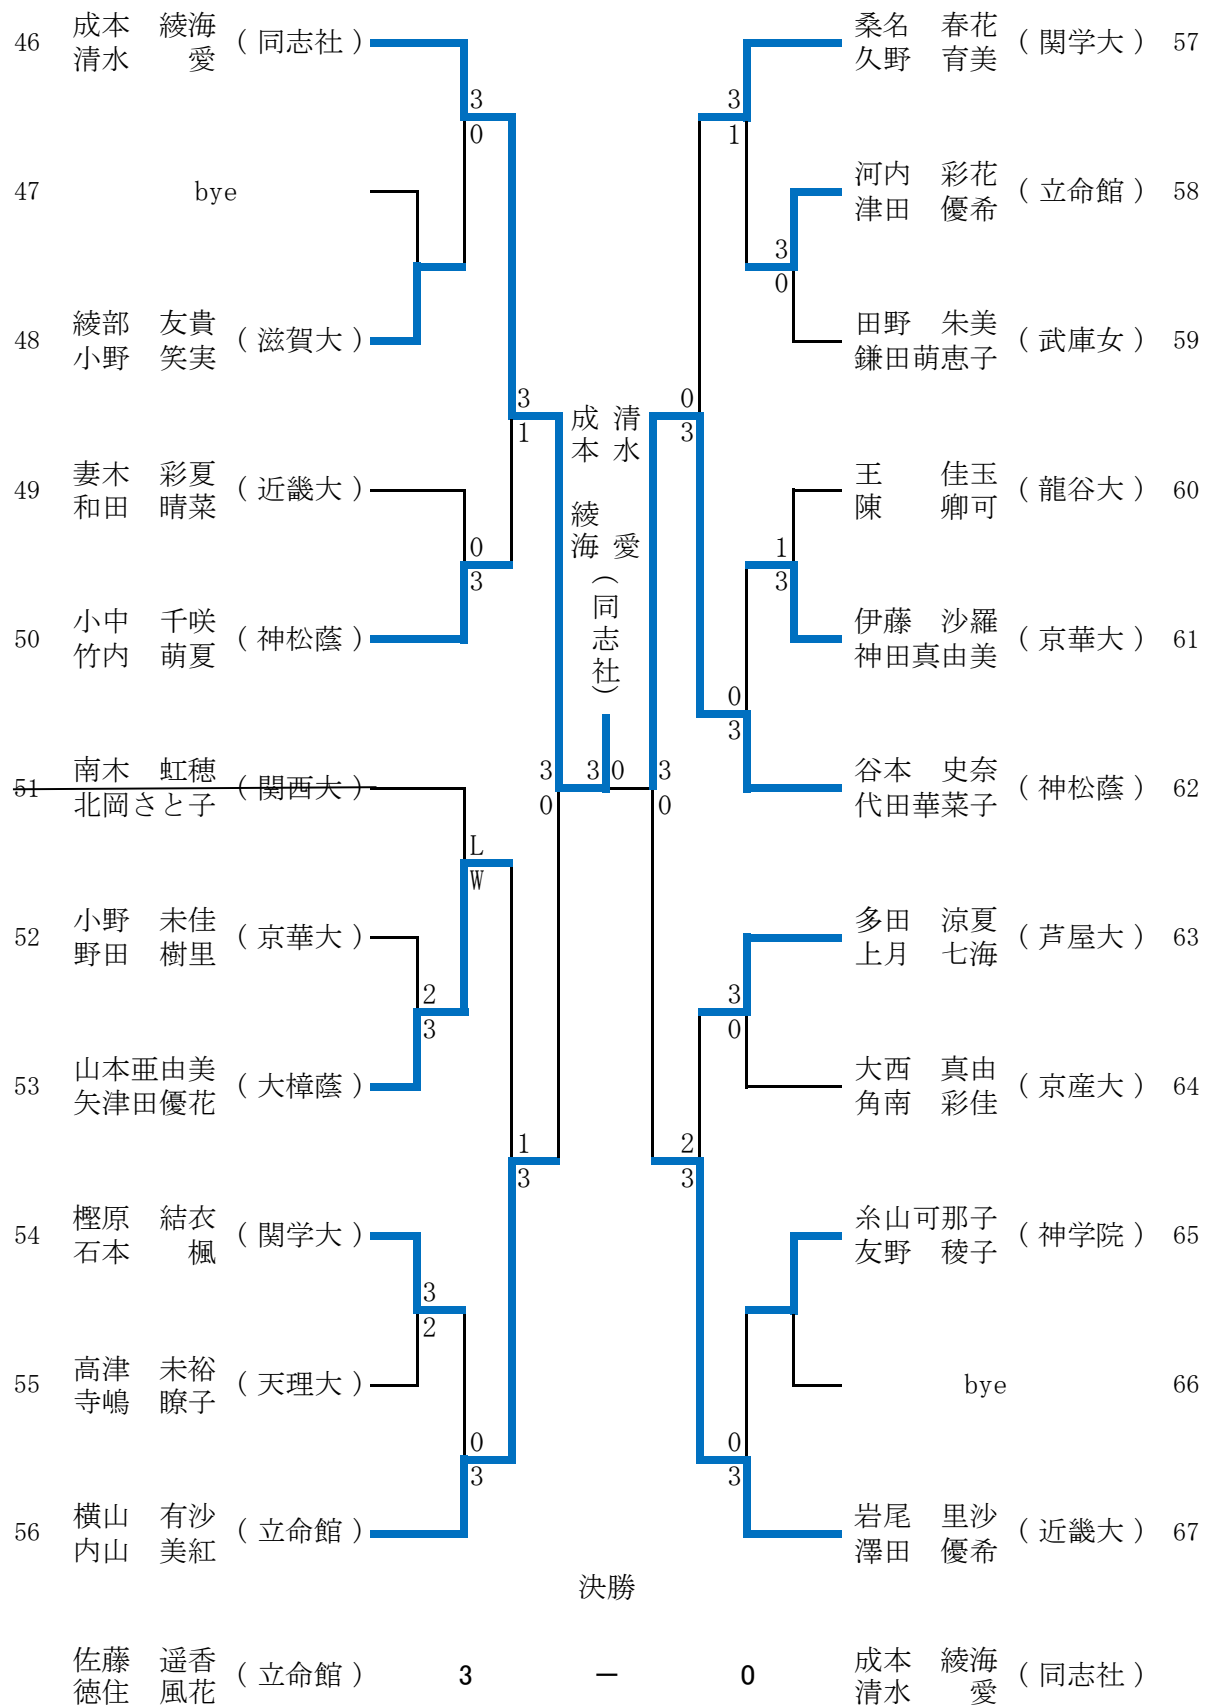 46 成本 綾海 清水 愛 ( 同志社 )
47 bye
48 綾部 友貴 小野 笑実 ( 滋賀大 )
49 妻木 彩夏 和田 晴菜 ( 近畿大 )
50 小中 千咲 竹内 萌夏 ( 神松蔭 )
51 南木 虹穂 北岡さと子 ( 関西大 )
52 小野 未佳 野田 樹里 ( 京華大 )
53 山本亜由美 矢津田優花 ( 大樟蔭 )
54 樫原 結衣 石本 楓 ( 関学大 )
55 高津 未裕 寺嶋 瞭子 ( 天理大 )
56 横山 有沙 内山 美紅 ( 立命館 )
3
0
3
1
0
3
L
W
2
3
1
3
3
2
0
3
3
0
3
0
成本 綾海
清水 愛
(同志社)
3
0
3
1
3
0
0
3
1
3
0
3
3
0
2
3
0
3
桑名 春花 久野 育美 ( 関学大 ) 57
河内 彩花 津田 優希 ( 立命館 ) 58
田野 朱美 鎌田萌恵子 ( 武庫女 ) 59
王 佳玉 陳 卿可 ( 龍谷大 ) 60
伊藤 沙羅 神田真由美 ( 京華大 ) 61
谷本 史奈 代田華菜子 ( 神松蔭 ) 62
多田 涼夏 上月 七海 ( 芦屋大 ) 63
大西 真由 角南 彩佳 ( 京産大 ) 64
糸山可那子 友野 稜子 ( 神学院 ) 65
bye 66
岩尾 里沙 澤田 優希 ( 近畿大 ) 67
決勝
佐藤 遥香 徳住 風花 ( 立命館 ) 3 － 0 成本 綾海 清水 愛 ( 同志社 )